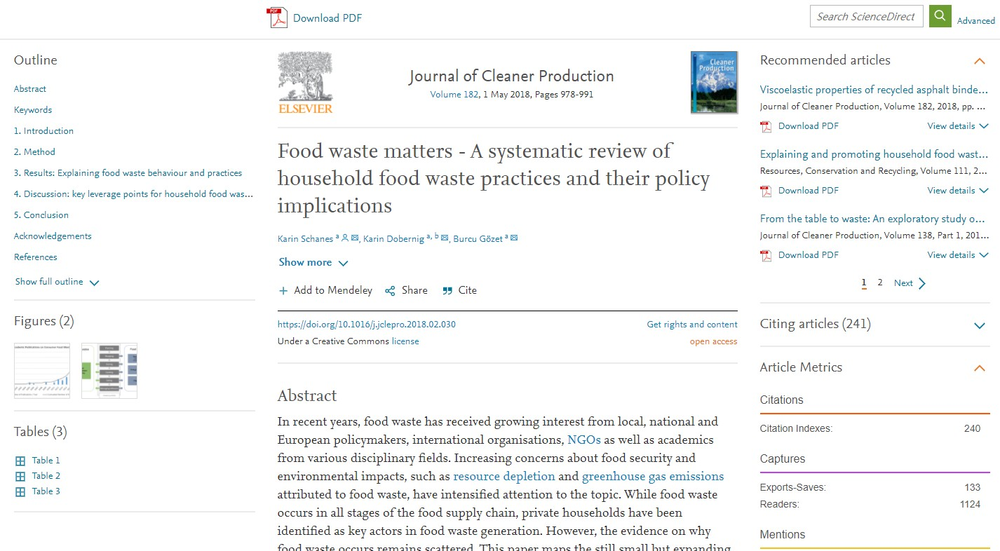 Download PDF
Search ScienceDirect
Advanced
Outline
Abstract
Keywords
1. Introduction
2. Method
3. Results: Explaining food waste behaviour and practices
4. Discussion: key leverage points for household food was...
5. Conclusion
Acknowledgements
References
Show full outline
Figures (2)
Tables (3)
Table 1
Table 2
Table 3
ELSEVIER
Journal of Cleaner Production
Volume 182, 1 May 2018, Pages 978-991
Cleaner
Production
Food waste matters - A systematic review of
household food waste practices and their policy
implications
Karin Schanes a, Karin Dobernig a, b, Burcu Gözet a
Show more
Add to Mendeley Share Cite
https://doi.org/10.1016/j.jclepro.2018.02.030
Get rights and content
Under a Creative Commons license
open access
Abstract
In recent years, food waste has received growing interest from local, national and
European policymakers, international organisations, NGOs as well as academics
from various disciplinary fields. Increasing concerns about food security and
environmental impacts, such as resource depletion and greenhouse gas emissions
attributed to food waste, have intensified attention to the topic. While food waste
occurs in all stages of the food supply chain, private households have been
identified as key actors in food waste generation. However, the evidence on why
food waste occurs remains scattered. This paper maps the still small but expanding
Recommended articles
Viscoelastic properties of recycled asphalt binde...
Journal of Cleaner Production, Volume 182, 2018, pp. ...
Download PDF View details
Explaining and promoting household food wast...
Resources, Conservation and Recycling, Volume 111, 2...
Download PDF View details
From the table to waste: An exploratory study o...
Journal of Cleaner Production, Volume 138, Part 1, 201...
Download PDF View details
1 2 Next
Citing articles (241)
Article Metrics
Citations
Citation Indexes: 240
Captures
Exports-Saves: 133
Readers: 1124
Mentions